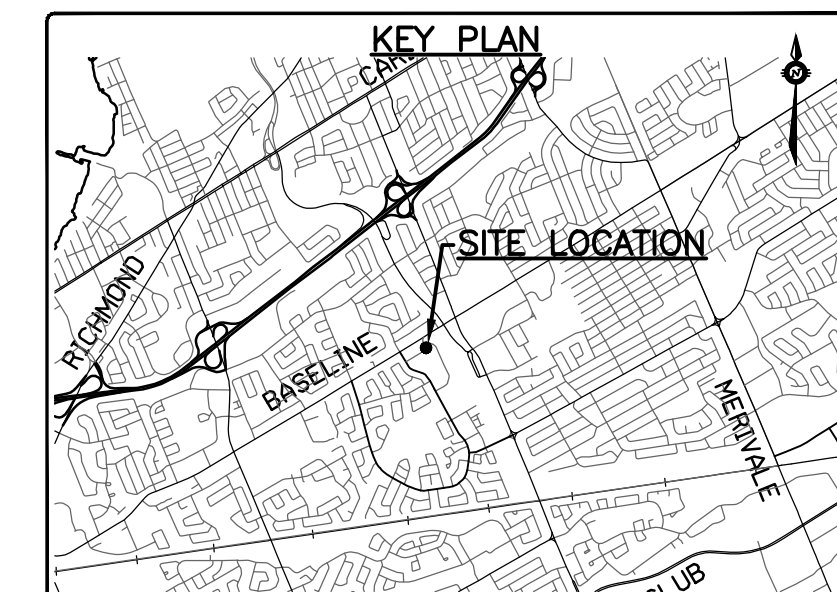 KEY PLAN
N
SITE LOCATION
RICHMOND
BASELINE
MERIVALE